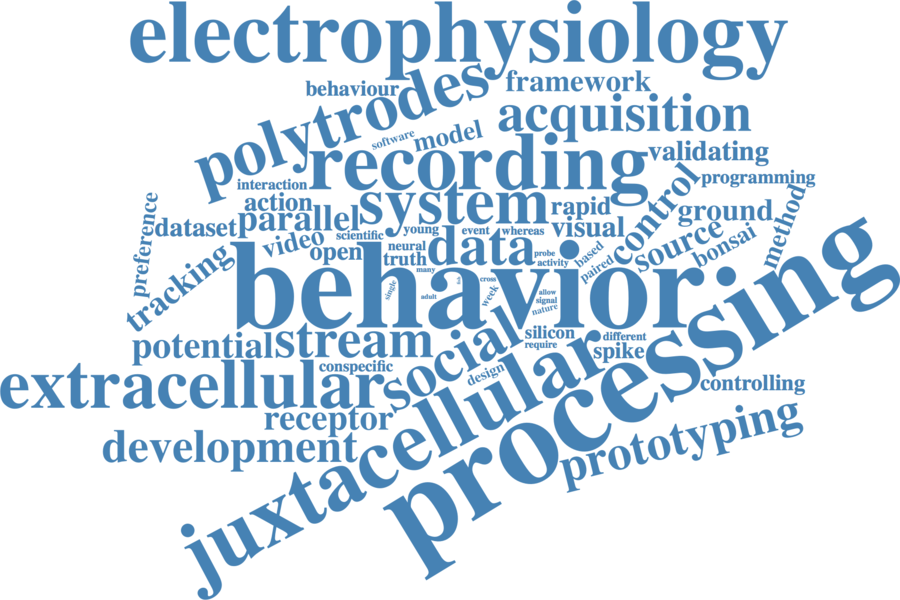 electrophysiology
behaviour
framework
polytrodes
acquisition
software
model
recording
validating
interaction
programming
action
system
rapid
control
method
preference
dataset
parallel
ground
video
scientific
young
event
whereas
visual
source
bonsai
open
neural
truth
data
probe
activity
based
paired
tracking
many
behavior
single
adult
cross
week
allow
signal
nature
processing
potential
stream
social
silicon
require
different
spike
conspecific
design
extracellular
juxtacellular
controlling
receptor
development
prototyping